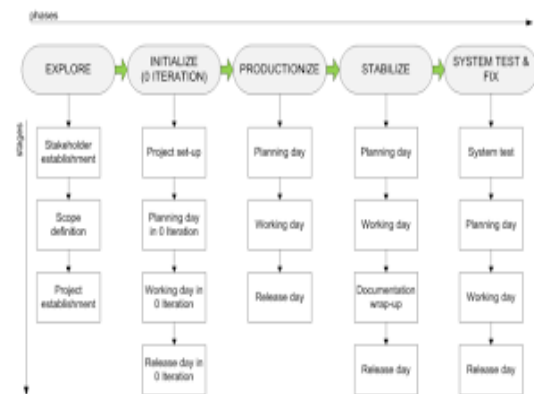 phases
EXPLORE
INITIALIZE
(0 ITERATION)
PRODUCTIONIZE
STABILIZE
SYSTEM TEST &
FIX
stages
Stakeholder
establishment
Project set-up
Planning day
Planning day
System test
Scope
definition
Planning day
in 0 Iteration
Working day
Working day
Planning day
Project
establishment
Working day in
0 Iteration
Release day
Documentation
wrap-up
Working day
Release day in
0 Iteration
Release day
Release day